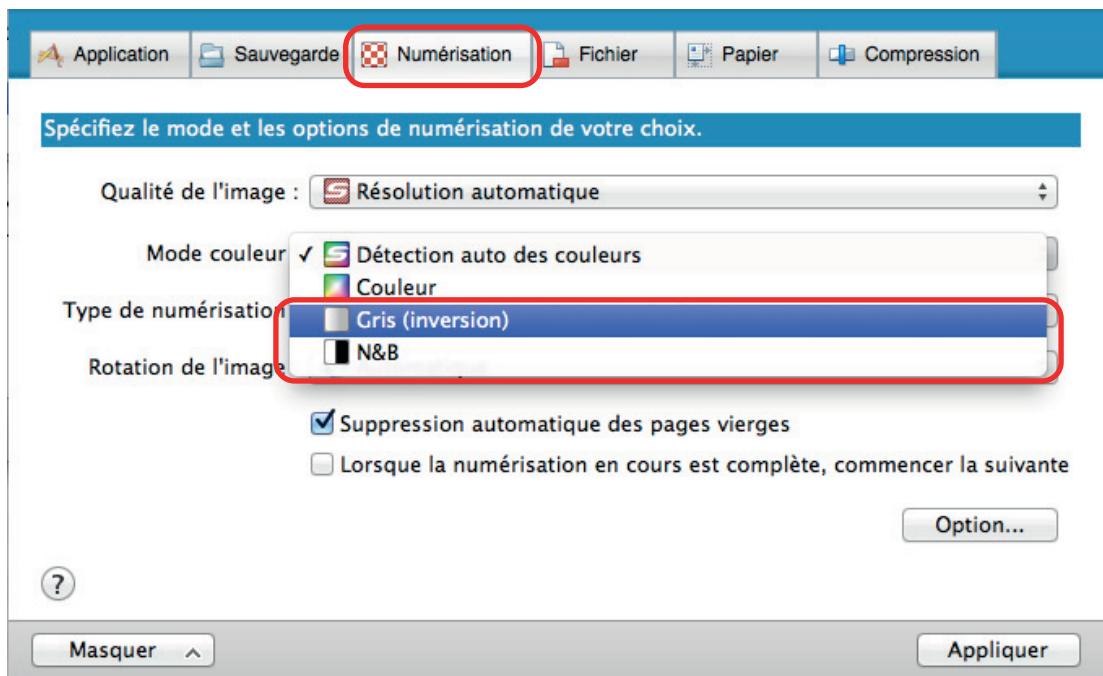 Application Sauvegarde Numérisation Fichier Papier Compression
Spécifiez le mode et les options de numérisation de votre choix.
Qualité de l'image : Résolution automatique
Mode couleur ✓ Détection auto des couleurs
Couleur
Type de numérisation Gris (inversion)
N&B
Rotation de l'image
Suppression automatique des pages vierges
Lorsque la numérisation en cours est complète, commencer la suivante
Option...
?
Masquer Appliquer